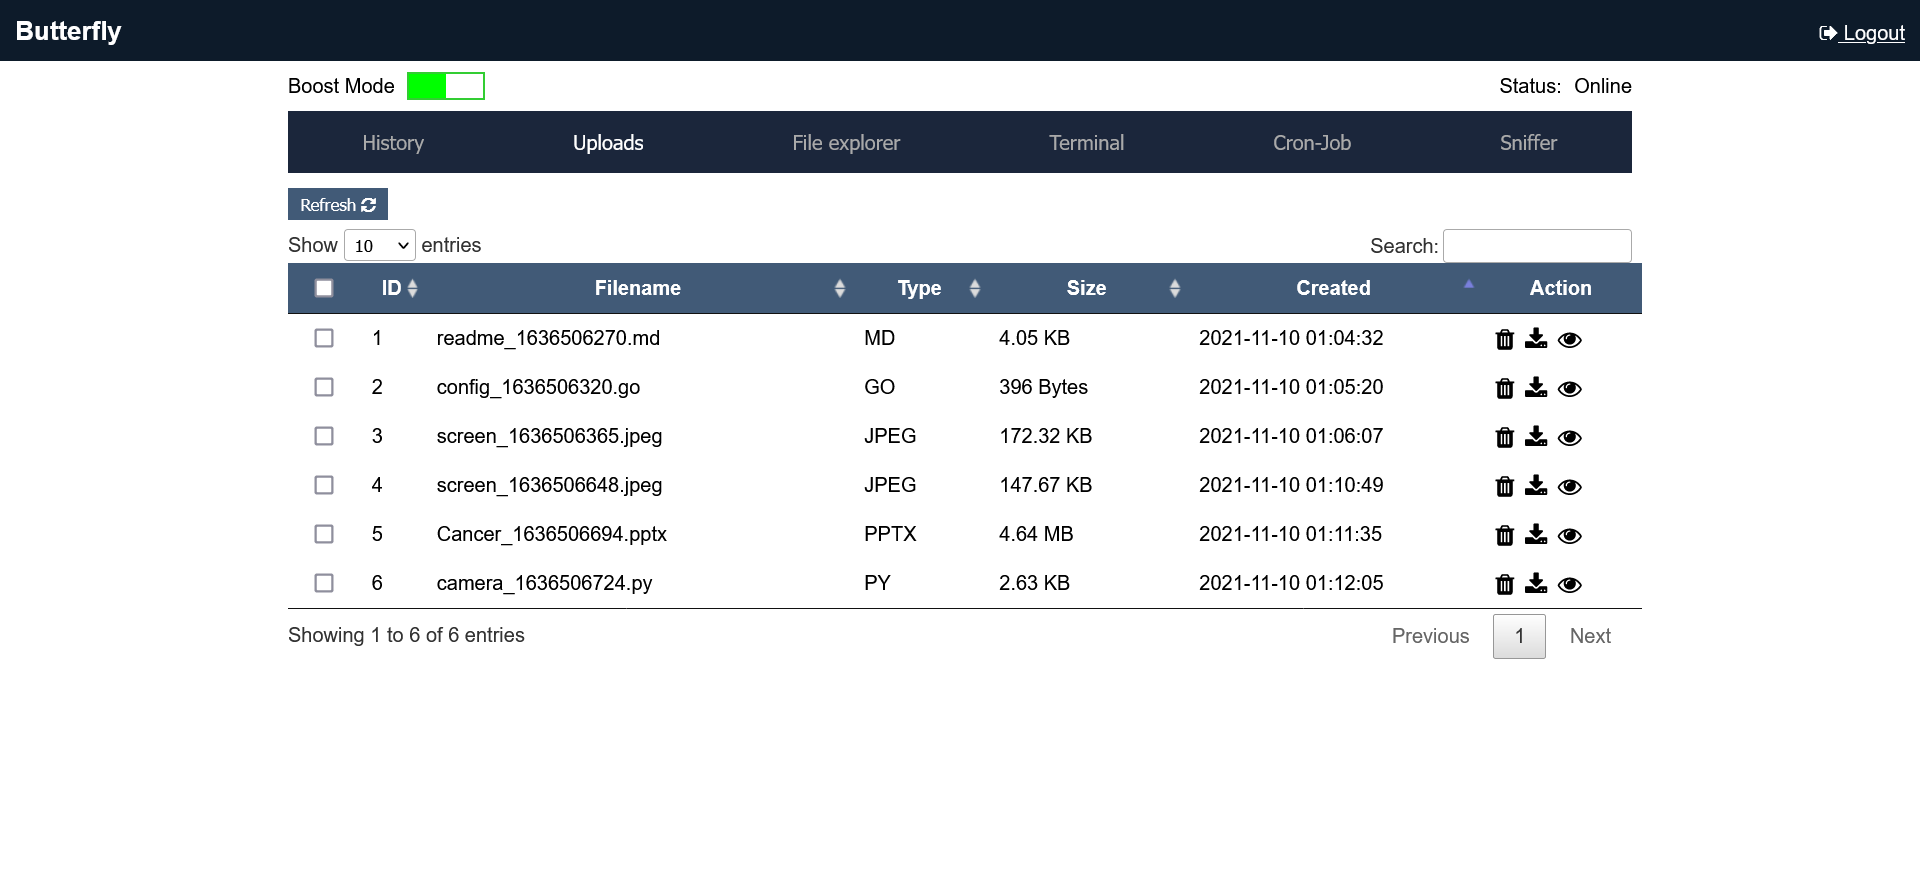 Butterfly Logout
Boost Mode Status: Online
History Uploads File explorer Terminal Cron-Job Sniffer
Refresh
Show 10 entries Search:
ID Filename Type Size Created Action
1 readme_1636506270.md MD 4.05 KB 2021-11-10 01:04:32
2 config_1636506320.go GO 396 Bytes 2021-11-10 01:05:20
3 screen_1636506365.jpeg JPEG 172.32 KB 2021-11-10 01:06:07
4 screen_1636506648.jpeg JPEG 147.67 KB 2021-11-10 01:10:49
5 Cancer_1636506694.pptx PPTX 4.64 MB 2021-11-10 01:11:35
6 camera_1636506724.py PY 2.63 KB 2021-11-10 01:12:05
Showing 1 to 6 of 6 entries Previous 1 Next